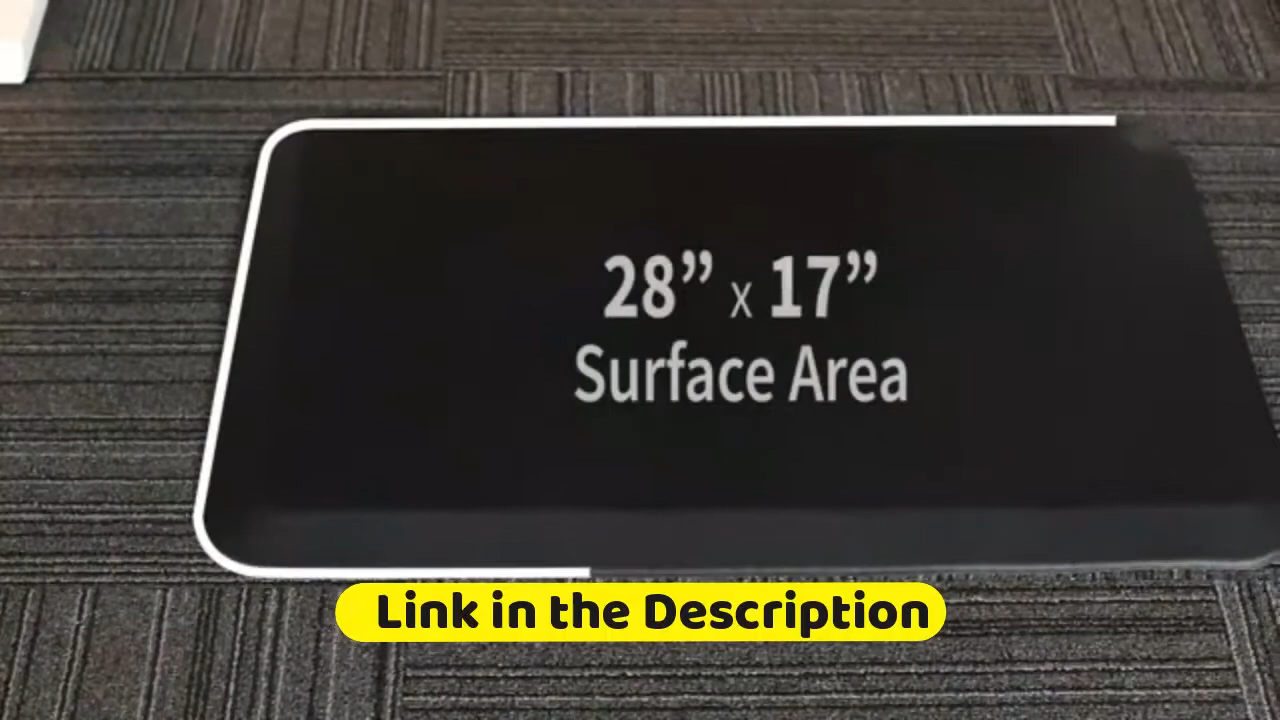 28” x 17”
Surface Area
Link in the Description